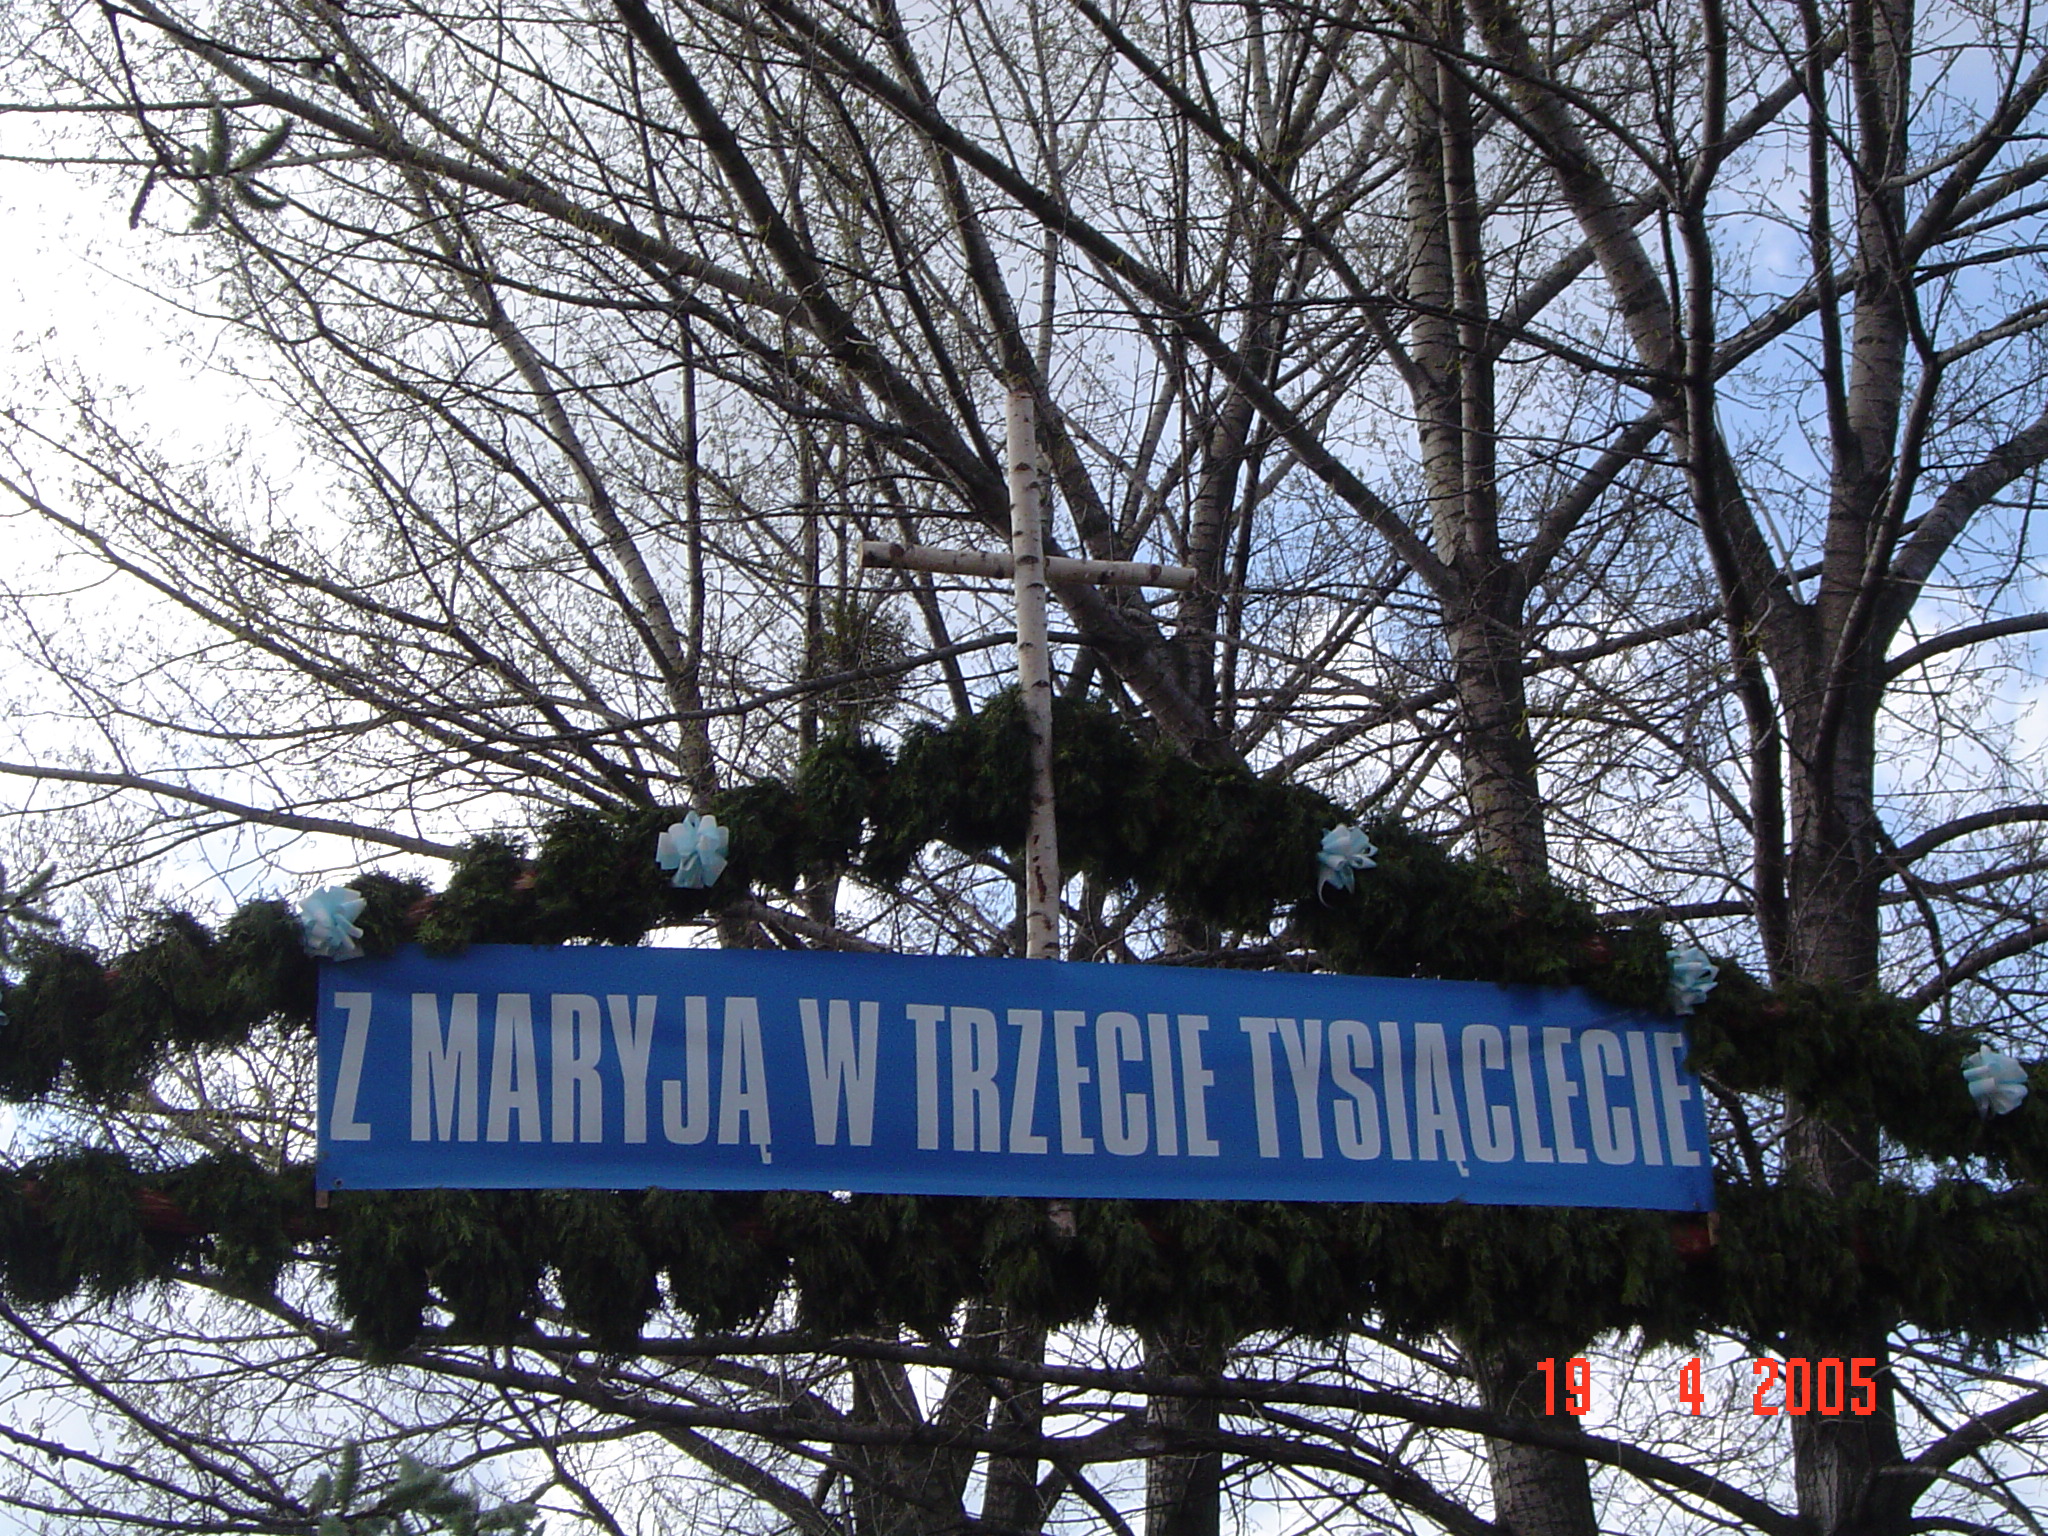 Z MARYJĄ W TRZECIE TYSIĄCLECIE
19 4 2005